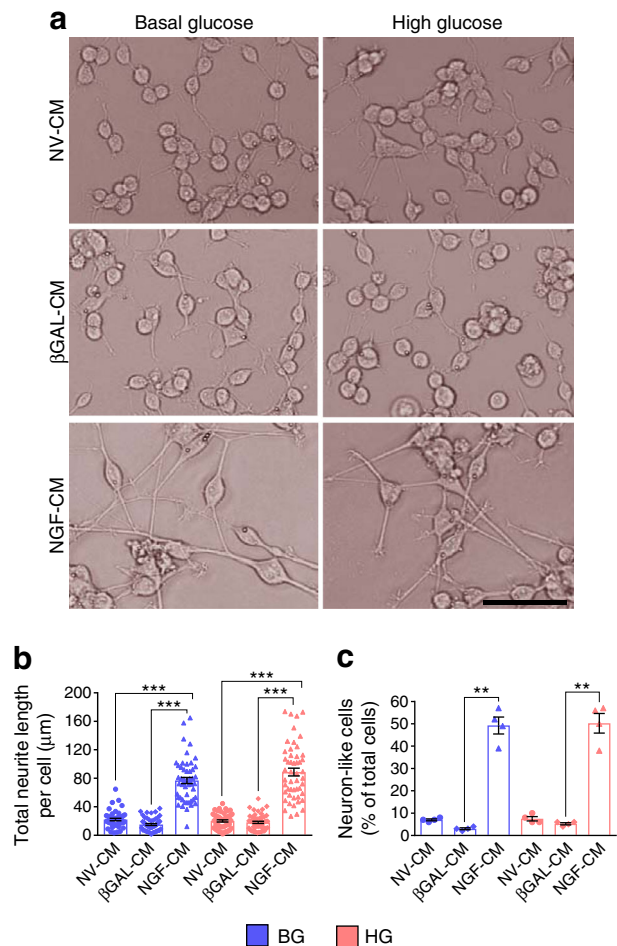 a
Basal glucose
High glucose
NV-CM
βGAL-CM
NGF-CM
b
Total neurite length
per cell (μm)
200
160
120
80
40
0
***
***
***
***
NV-CM
βGAL-CM
NGF-CM
NV-CM
βGAL-CM
NGF-CM
c
Neuron-like cells
(% of total cells)
60
50
40
30
20
10
0
**
**
NV-CM
βGAL-CM
NGF-CM
NV-CM
βGAL-CM
NGF-CM
BG
HG